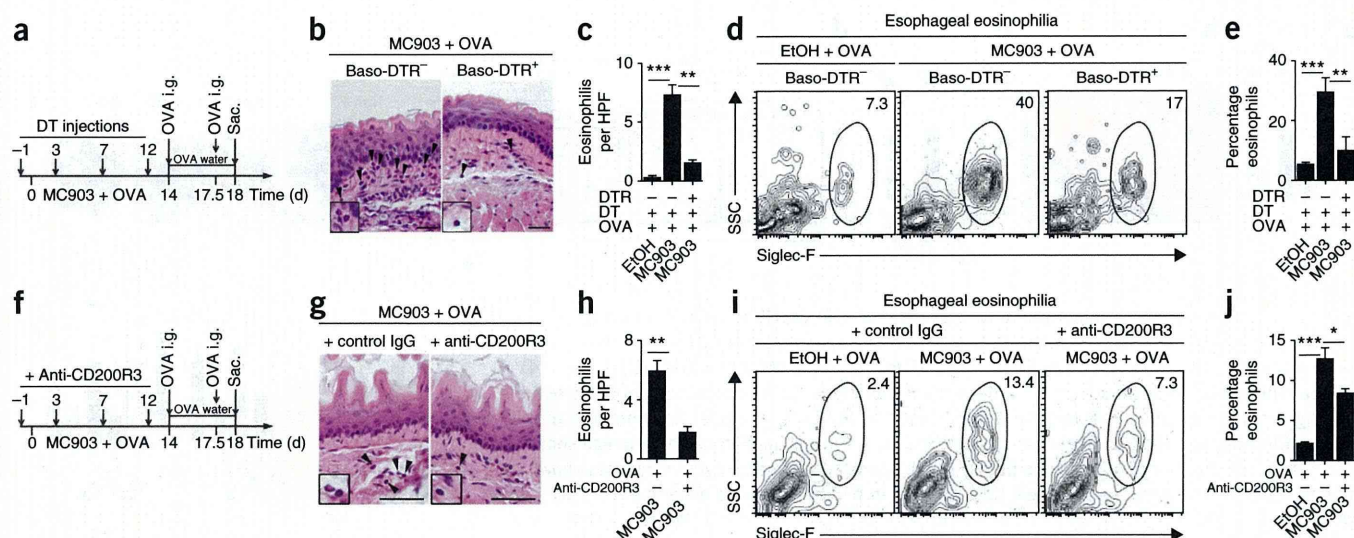 a
DT injections
−1 3 7 12
OVA i.g.
OVA i.g.
Sac.
OVA water
0 MC903 + OVA 14 17.5 18 Time (d)
b
MC903 + OVA
Baso-DTR−
Baso-DTR+
c
Eosinophilis
per HPF
10
5
0
***
**
DTR − − +
DT + + +
OVA + + +
EtOH
MC903
MC903
d
Esophageal eosinophilia
EtOH + OVA
MC903 + OVA
Baso-DTR−
Baso-DTR−
Baso-DTR+
7.3
40
17
SSC
Siglec-F
e
Percentage
eosinophils
40
20
0
***
**
DTR − − +
DT + + +
OVA + + +
EtOH
MC903
MC903
f
+ Anti-CD200R3
−1 3 7 12
OVA i.g.
OVA i.g.
Sac.
OVA water
0 MC903 + OVA 14 17.5 18 Time (d)
g
MC903 + OVA
+ control IgG
+ anti-CD200R3
h
Eosinophilis
per HPF
8
4
0
**
OVA + +
Anti-CD200R3 − +
MC903
MC903
i
Esophageal eosinophilia
+ control IgG
+ anti-CD200R3
EtOH + OVA
MC903 + OVA
MC903 + OVA
2.4
13.4
7.3
SSC
Siglec-F
j
Percentage
eosinophils
15
10
5
0
***
*
OVA + + +
Anti-CD200R3 − − +
EtOH
MC903
MC903